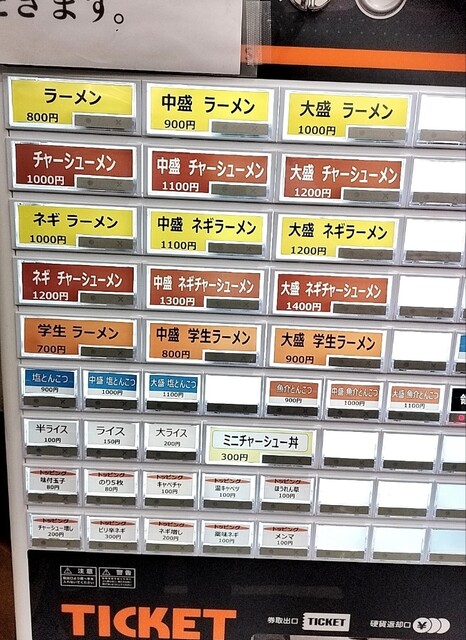 できます。
ラーメン
800円
中盛 ラーメン
900円
大盛 ラーメン
1000円
チャーシューメン
1000円
中盛 チャーシューメン
1100円
大盛 チャーシューメン
1200円
ネギ ラーメン
1000円
中盛 ネギラーメン
1100円
大盛 ネギラーメン
1200円
ネギ チャーシューメン
1200円
中盛 ネギチャーシューメン
1300円
大盛 ネギチャーシューメン
1400円
学生 ラーメン
700円
中盛 学生ラーメン
800円
大盛 学生ラーメン
900円
塩とんこつ
900円
中盛 塩とんこつ
1000円
大盛 塩とんこつ
1100円
魚介とんこつ
900円
中盛 魚介とんこつ
1000円
大盛 魚介とんこつ
1100円
半ライス
100円
ライス
150円
大ライス
200円
ミニチャーシュー丼
300円
トッピング
味付玉子
80円
トッピング
のり5枚
80円
トッピング
キャベチャ
100円
トッピング
温キャベツ
100円
トッピング
ほうれん草
100円
トッピング
チャーシュー増し
200円
トッピング
ピリ辛ネギ
300円
トッピング
ネギ増し
200円
トッピング
薬味ネギ
100円
トッピング
メンマ
100円
注意
警告
TICKET
券取出口
TICKET
硬貨返却口
¥